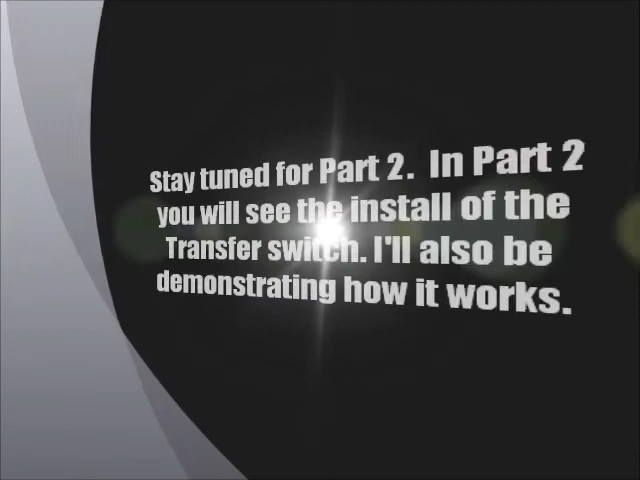 Stay tuned for Part 2. In Part 2
you will see the install of the
Transfer switch. I'll also be
demonstrating how it works.